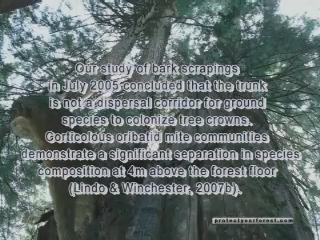 Our study of bark scrapings
in July 2005 concluded that the trunk
is not a dispersal corridor for ground
species to colonize tree crowns.
Corticolous oribatid mite communities
demonstrate a significant separation in species
composition at 4m above the forest floor
(Lindo & Winchester, 2007b).
protectyourforest.com